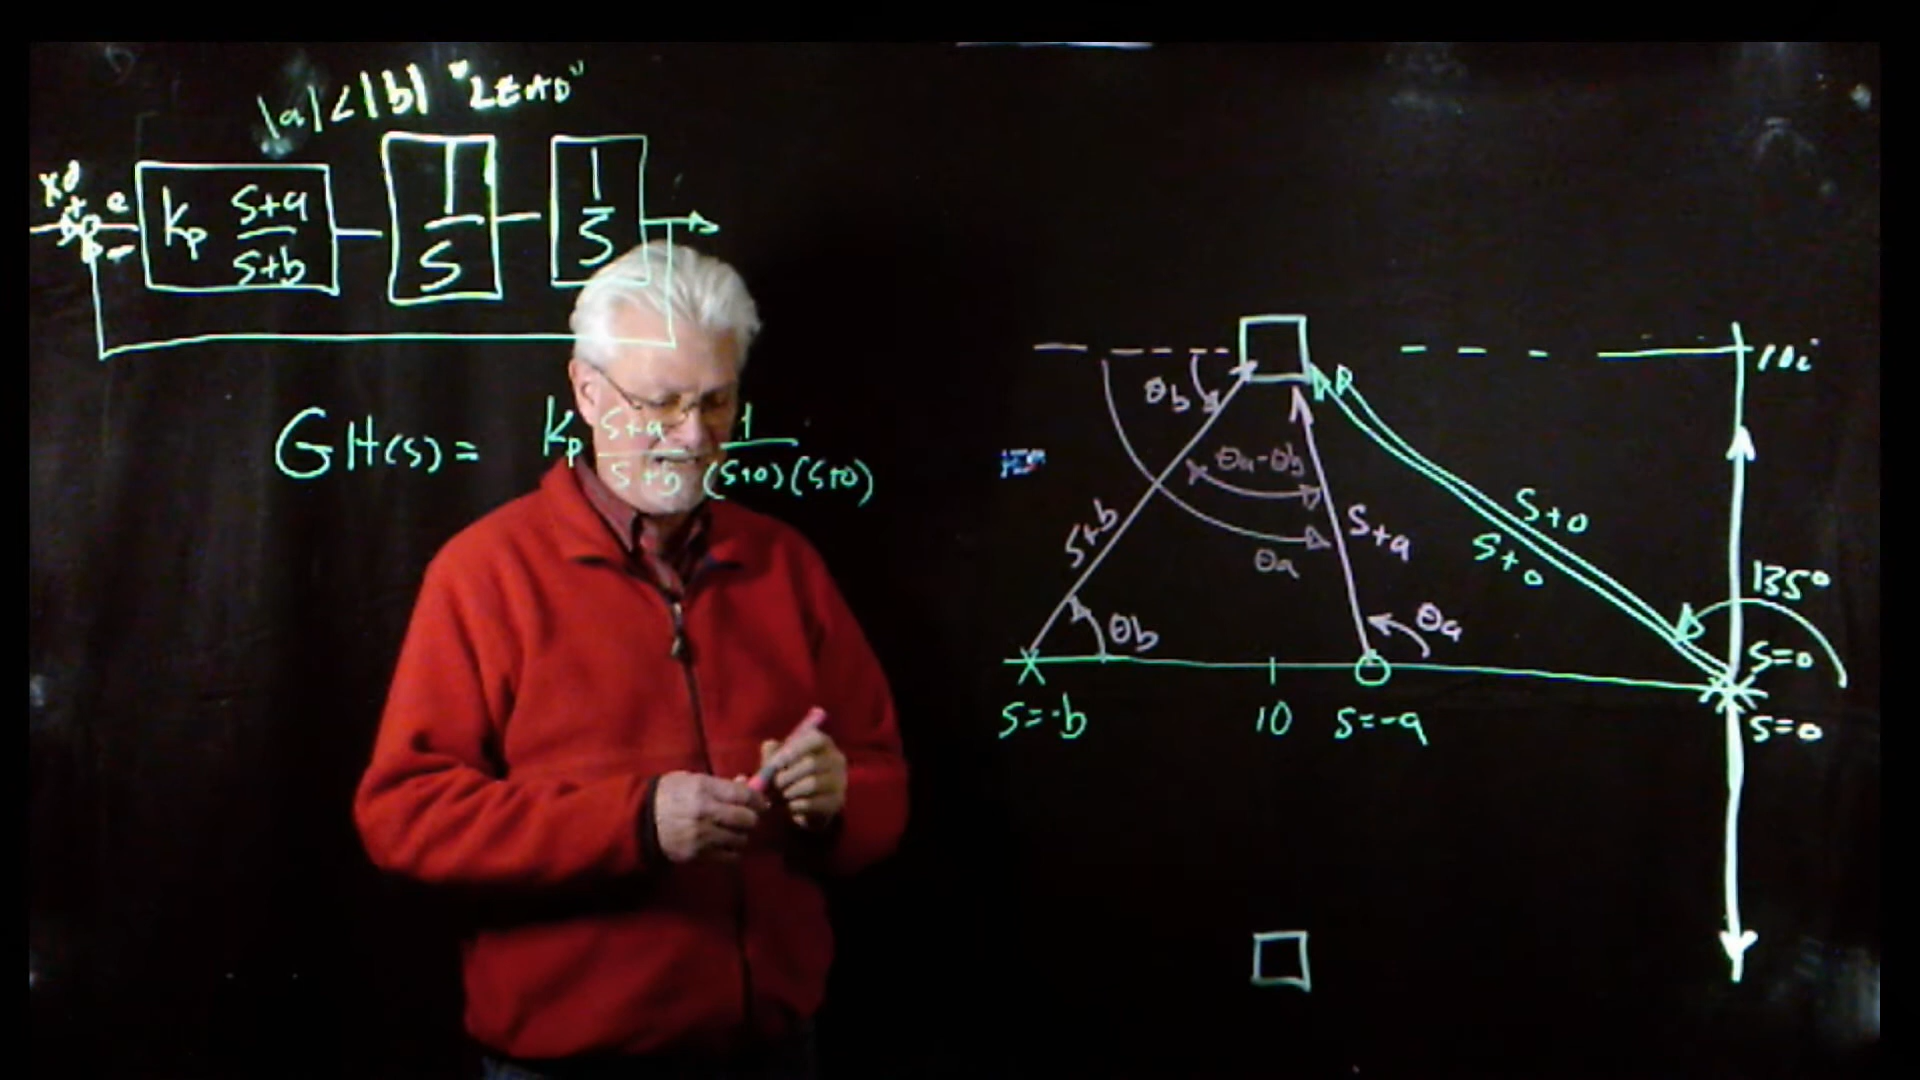 |a|<|b| "LEAD"
xd + e -
Kp s+a / s+b
1/s
1/s
GH(s) = Kp s+a / s+b 1 / (s+0)(s+0)
10i
θb
θa-θb
s+b
θa
s+a
s+0
s+0
135°
θb
θa
s=0
s=-b
10
s=-a
s=0